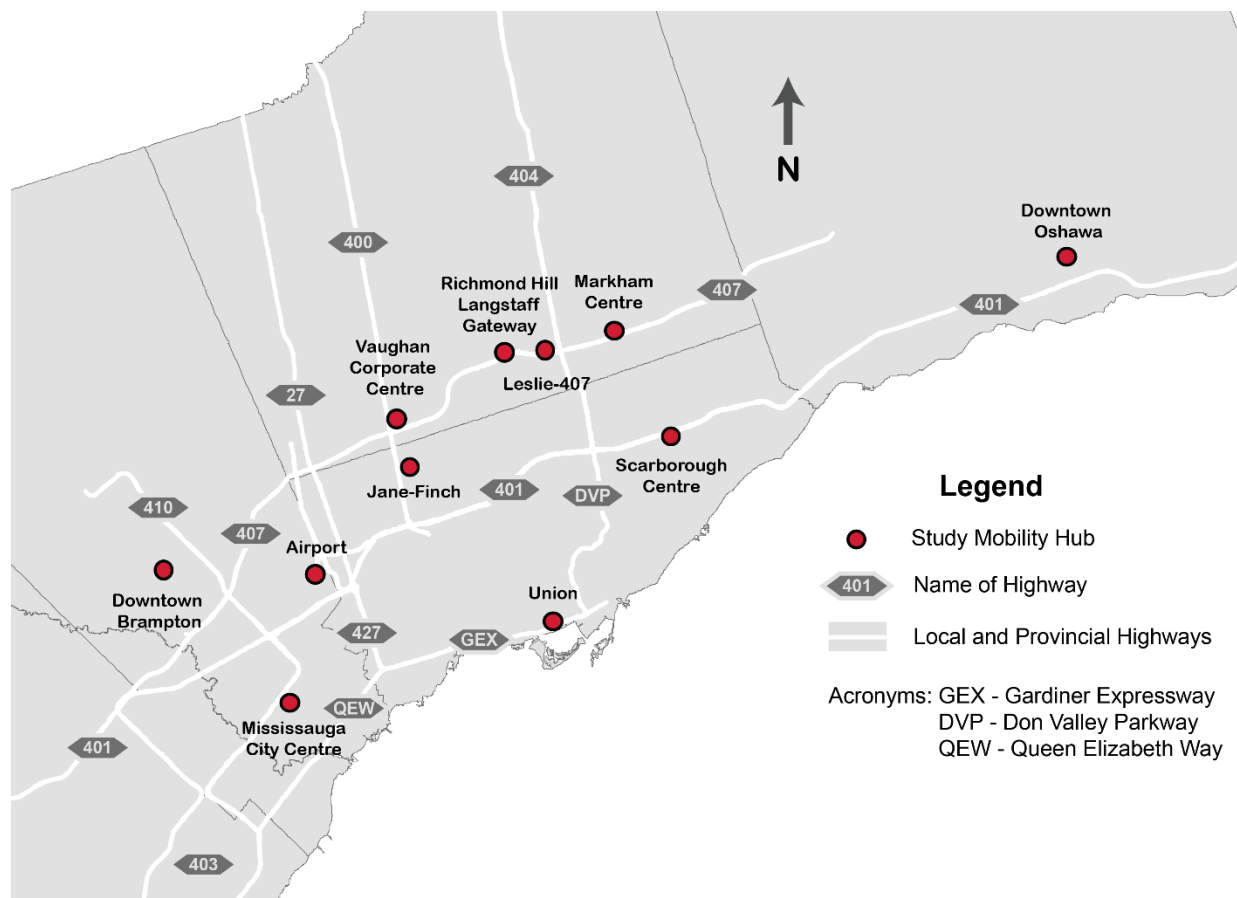 404
N
Downtown
Oshawa
400
Richmond Hill
Langstaff
Gateway
Markham
Centre
407
401
Vaughan
Corporate
Centre
Leslie-407
27
Scarborough
Centre
Jane-Finch
401
DVP
410
407
Airport
Downtown
Brampton
Union
427
GEX
QEW
Mississauga
City Centre
401
403
Legend
Study Mobility Hub
401 Name of Highway
Local and Provincial Highways
Acronyms: GEX - Gardiner Expressway
DVP - Don Valley Parkway
QEW - Queen Elizabeth Way